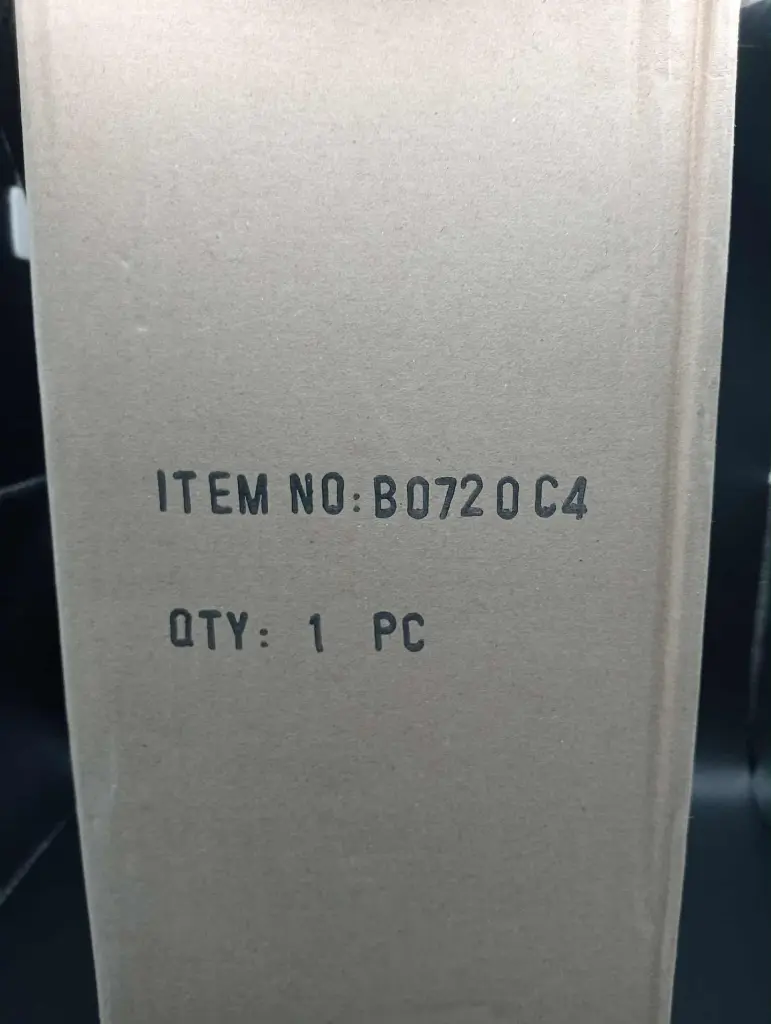 ITEM NO:B0720C4
QTY: 1 PC